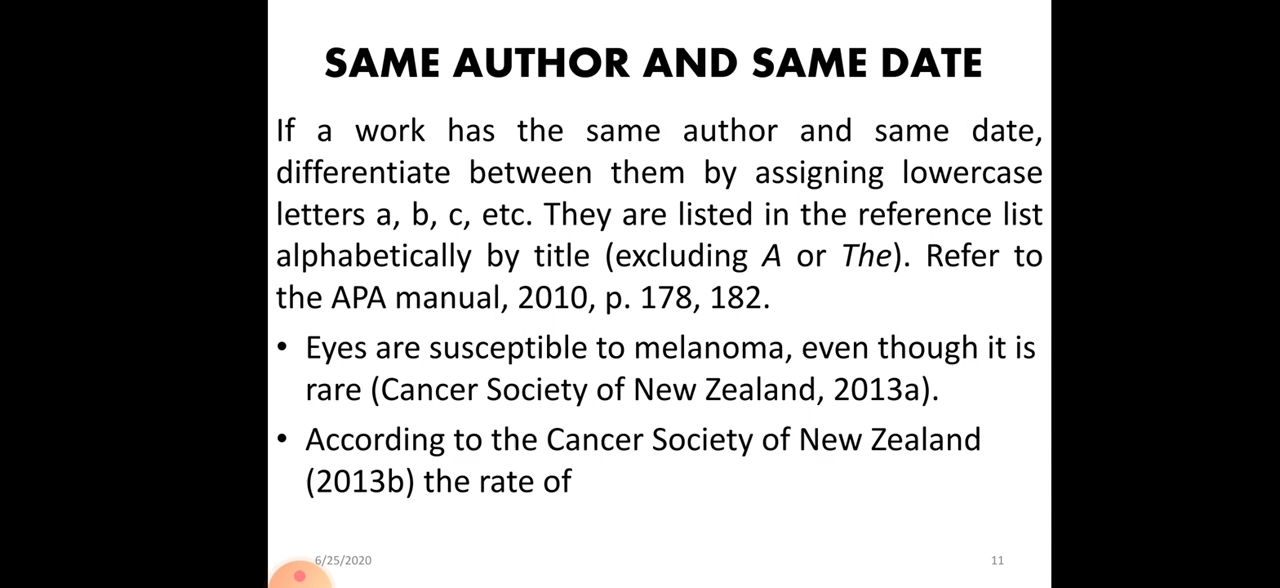 SAME AUTHOR AND SAME DATE
If a work has the same author and same date,
differentiate between them by assigning lowercase
letters a, b, c, etc. They are listed in the reference list
alphabetically by title (excluding A or The). Refer to
the APA manual, 2010, p. 178, 182.
• Eyes are susceptible to melanoma, even though it is
rare (Cancer Society of New Zealand, 2013a).
• According to the Cancer Society of New Zealand
(2013b) the rate of
6/25/2020
11